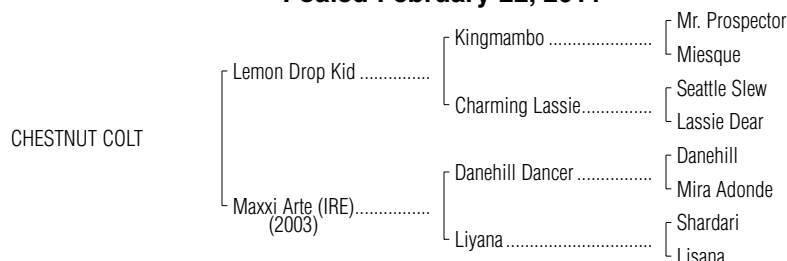 Foaled February 22, 2011
Mr. Prospector
Kingmambo ......................
Miesque
Lemon Drop Kid ...............
Seattle Slew
Charming Lassie...............
Lassie Dear
CHESTNUT COLT
Danehill
Danehill Dancer ................
Mira Adonde
Maxxi Arte (IRE)................
(2003)
Shardari
Liyana ...............................
Lisana